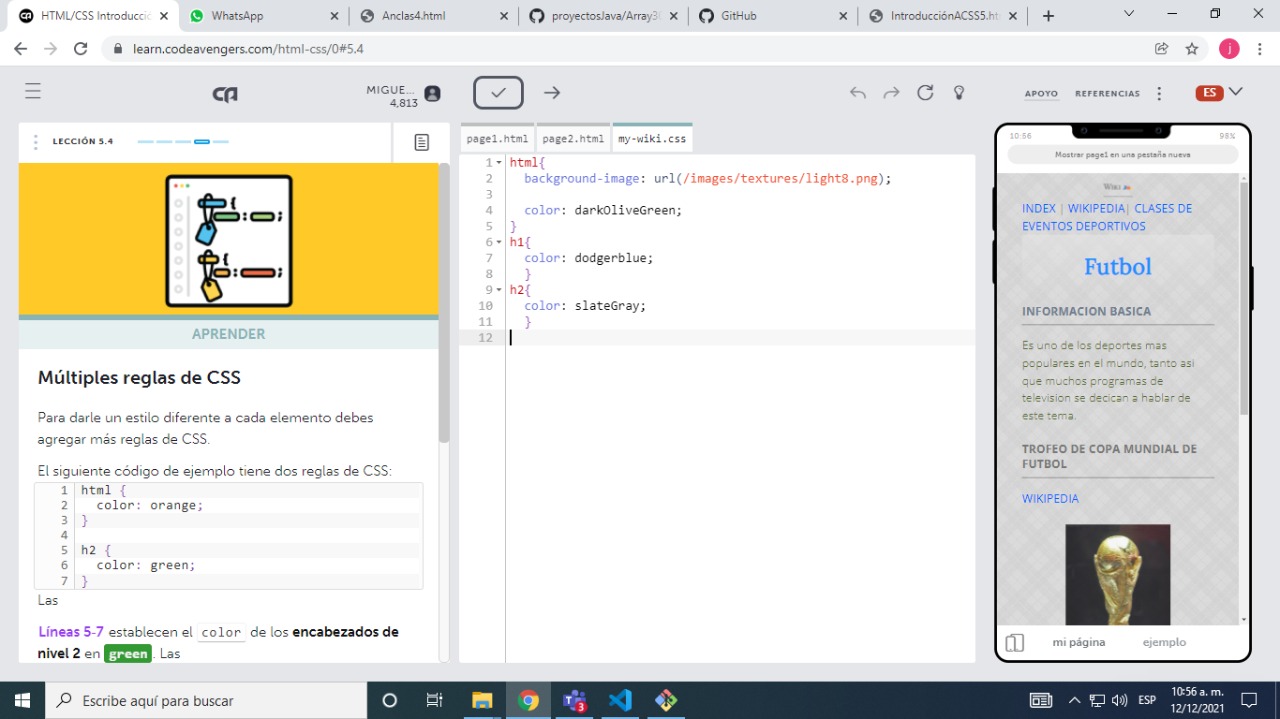 HTML/CSS Introducció
WhatsApp
Anclas4.html
proyectosJava/Array3
GitHub
IntroducciónACSS5.ht
learn.codeavengers.com/html-css/0#5.4
j
MIGUE...
4,813
APOYO
REFERENCIAS
ES
LECCIÓN 5.4
APRENDER
Múltiples reglas de CSS
Para darle un estilo diferente a cada elemento debes
agregar más reglas de CSS.
El siguiente código de ejemplo tiene dos reglas de CSS:
1 html {
2 color: orange;
3 }
4
5 h2 {
6 color: green;
7 }
Las
Líneas 5-7 establecen el color de los encabezados de
nivel 2 en green. Las
page1.html
page2.html
my-wiki.css
1 html{
2 background-image: url(/images/textures/light8.png);
3
4 color: darkOliveGreen;
5 }
6 h1{
7 color: dodgerblue;
8 }
9 h2{
10 color: slateGray;
11 }
12
10:56
98%
Mostrar page1 en una pestaña nueva
WIKI
INDEX | WIKIPEDIA| CLASES DE
EVENTOS DEPORTIVOS
Futbol
INFORMACION BASICA
Es uno de los deportes mas
populares en el mundo, tanto asi
que muchos programas de
television se decican a hablar de
este tema.
TROFEO DE COPA MUNDIAL DE
FUTBOL
WIKIPEDIA
mi página
ejemplo
Escribe aquí para buscar
3
ESP
10:56 a. m.
12/12/2021